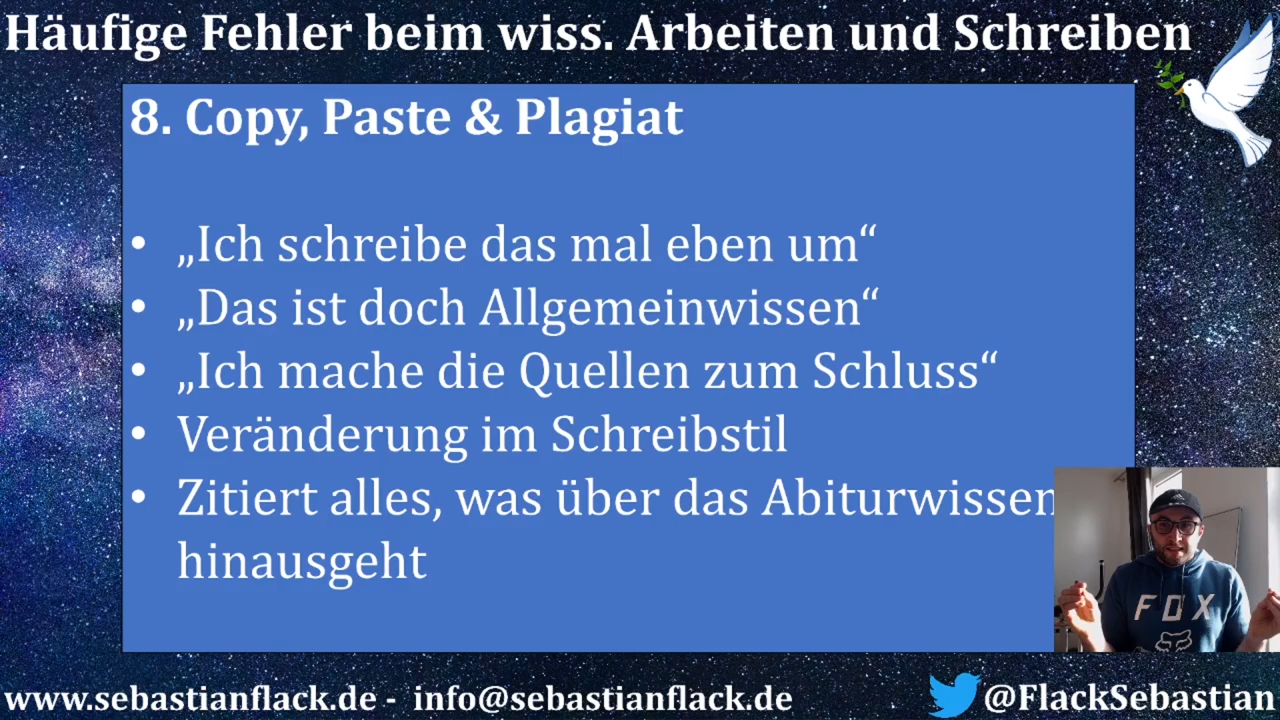 Häufige Fehler beim wiss. Arbeiten und Schreiben
8. Copy, Paste & Plagiat
• „Ich schreibe das mal eben um“
• „Das ist doch Allgemeinwissen“
• „Ich mache die Quellen zum Schluss“
• Veränderung im Schreibstil
• Zitiert alles, was über das Abiturwissen
hinausgeht
FOX
www.sebastianflack.de - info@sebastianflack.de
@FlackSebastian